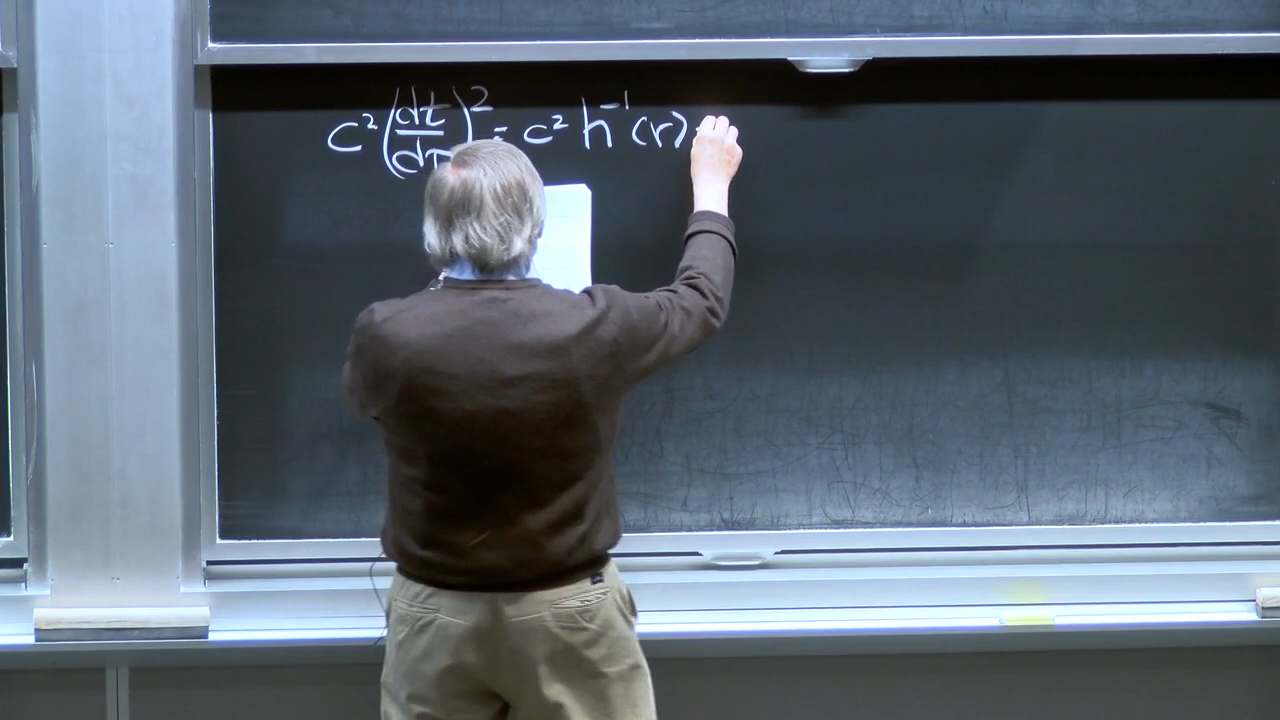 c²(dt/dτ)² = c² h⁻¹(r)